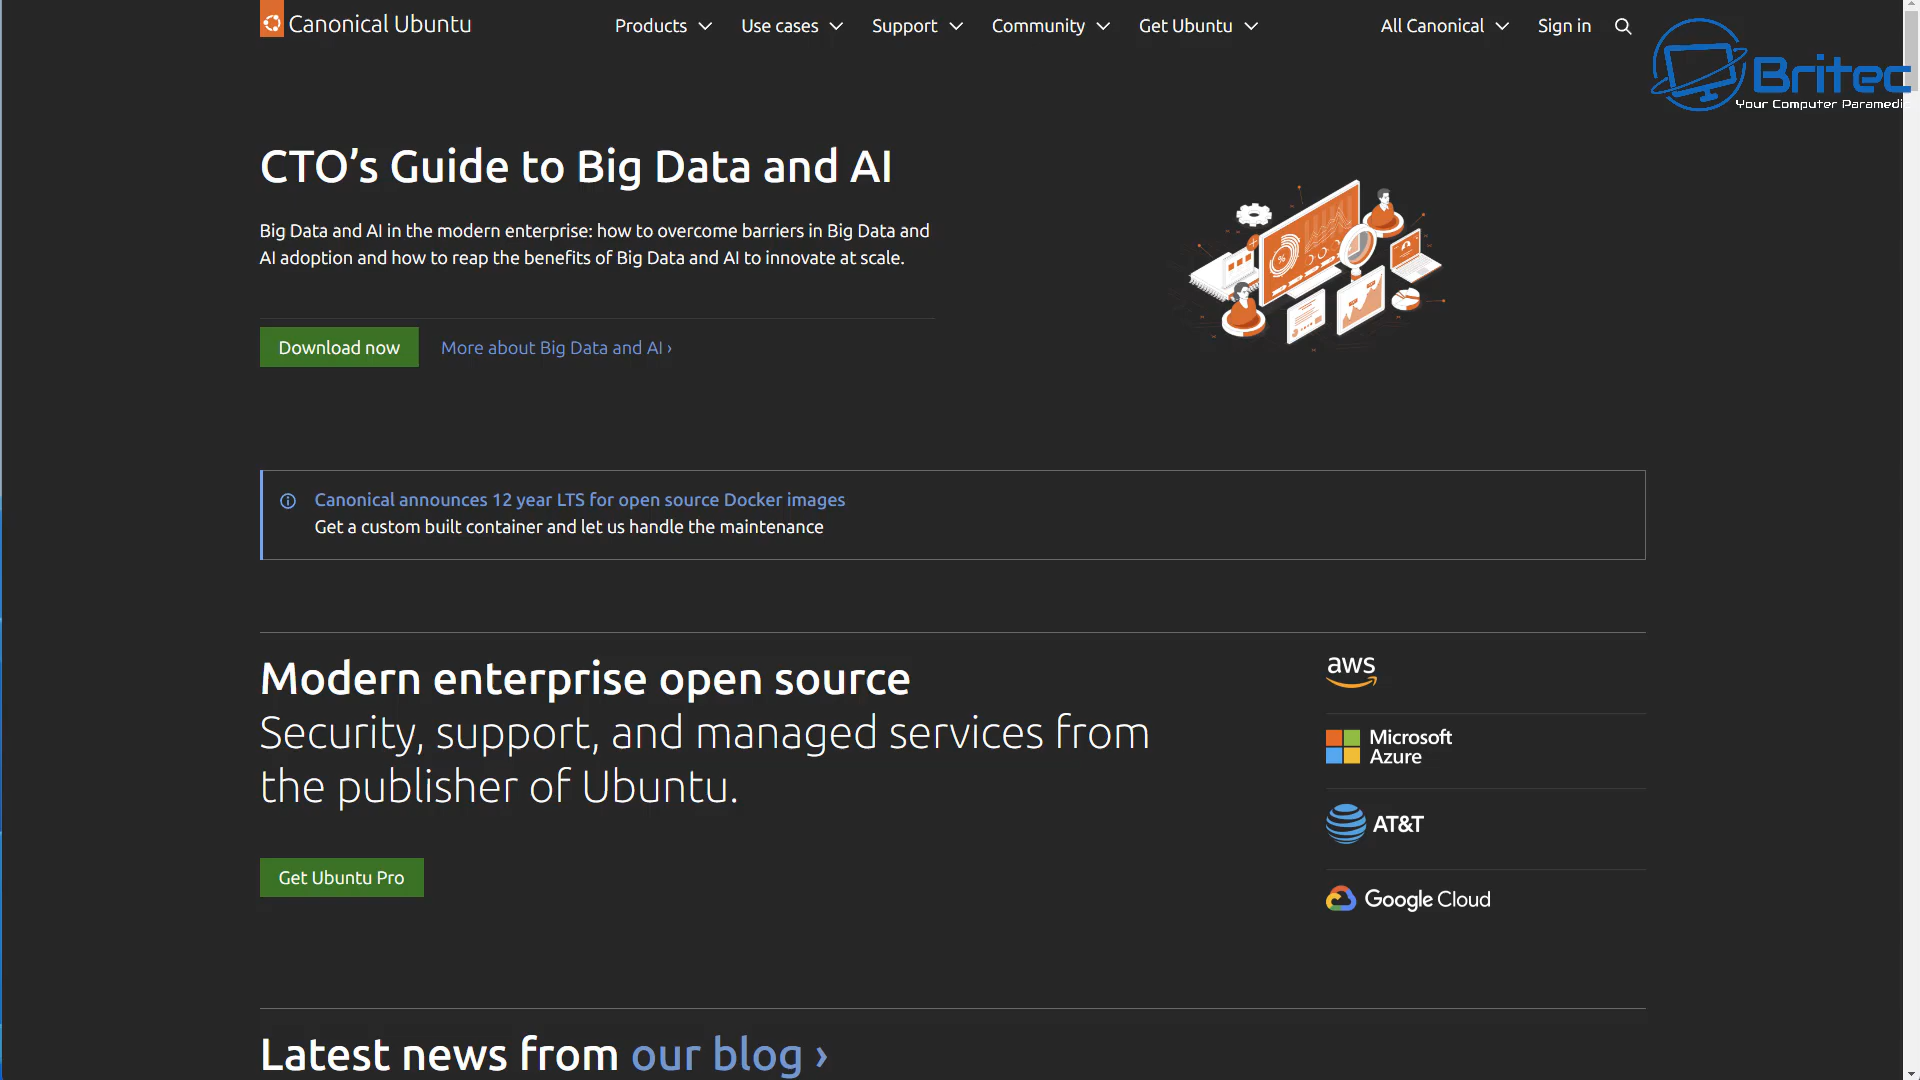 Canonical Ubuntu
Products
Use cases
Support
Community
Get Ubuntu
All Canonical
Sign in
Britec
Your Computer Paramedic
CTO’s Guide to Big Data and AI
Big Data and AI in the modern enterprise: how to overcome barriers in Big Data and
AI adoption and how to reap the benefits of Big Data and AI to innovate at scale.
Download now
More about Big Data and AI ›
Canonical announces 12 year LTS for open source Docker images
Get a custom built container and let us handle the maintenance
Modern enterprise open source
Security, support, and managed services from
the publisher of Ubuntu.
Get Ubuntu Pro
aws
Microsoft
Azure
AT&T
Google Cloud
Latest news from our blog ›